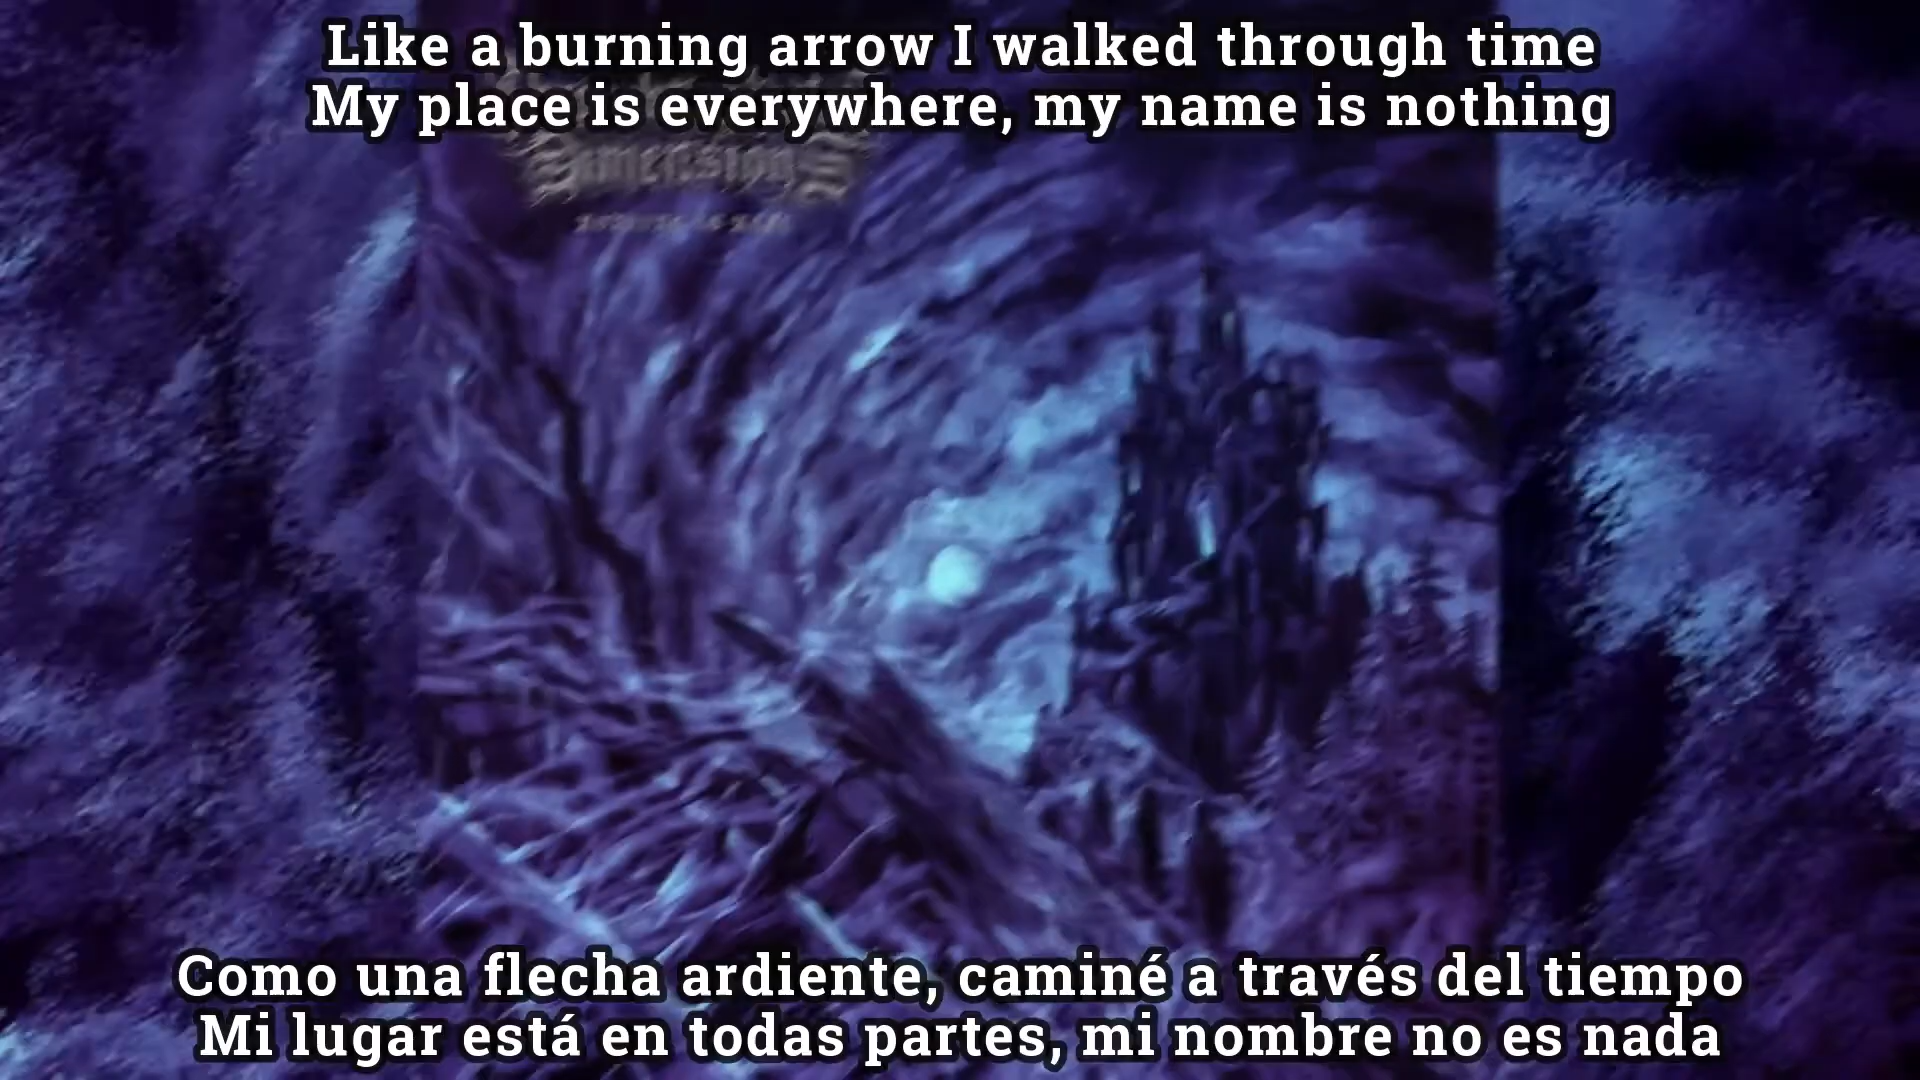 Like a burning arrow I walked through time
My place is everywhere, my name is nothing
Dimensions
Como una flecha ardiente, caminé a través del tiempo
Mi lugar está en todas partes, mi nombre no es nada